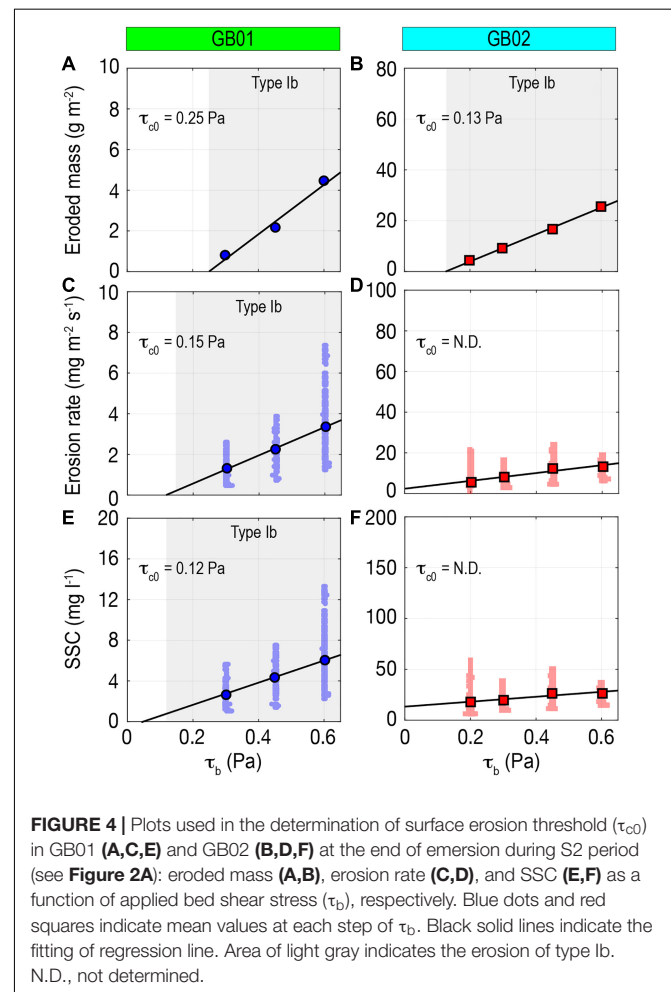 GB01
GB02
A
B
Eroded mass (g m⁻²)
10
8
6
4
2
0
Type Ib
τc0 = 0.25 Pa
80
60
40
20
0
Type Ib
τc0 = 0.13 Pa
C
D
Erosion rate (mg m⁻² s⁻¹)
10
8
6
4
2
0
Type Ib
τc0 = 0.15 Pa
100
80
60
40
20
0
τc0 = N.D.
E
F
SSC (mg l⁻¹)
20
16
12
8
4
0
Type Ib
τc0 = 0.12 Pa
200
150
100
50
0
τc0 = N.D.
0 0.2 0.4 0.6
τb (Pa)
0 0.2 0.4 0.6
τb (Pa)
FIGURE 4 | Plots used in the determination of surface erosion threshold (τc0)
in GB01 (A,C,E) and GB02 (B,D,F) at the end of emersion during S2 period
(see Figure 2A): eroded mass (A,B), erosion rate (C,D), and SSC (E,F) as a
function of applied bed shear stress (τb), respectively. Blue dots and red
squares indicate mean values at each step of τb. Black solid lines indicate the
fitting of regression line. Area of light gray indicates the erosion of type Ib.
N.D., not determined.